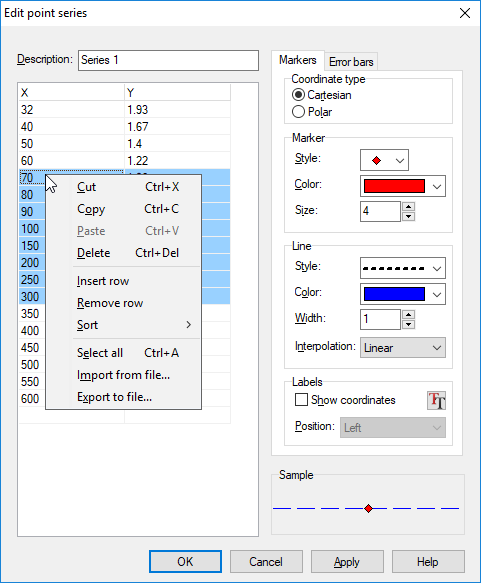 Edit point series
Description: Series 1
X Y
32 1.93
40 1.67
50 1.4
60 1.22
70
80
90
100
150
200
250
300
350
400
450
500
550
600
Cut Ctrl+X
Copy Ctrl+C
Paste Ctrl+V
Delete Ctrl+Del
Insert row
Remove row
Sort
Select all Ctrl+A
Import from file...
Export to file...
Markers Error bars
Coordinate type
Cartesian
Polar
Marker
Style:
Color:
Size: 4
Line
Style:
Color:
Width: 1
Interpolation: Linear
Labels
Show coordinates
TT
Position: Left
Sample
OK Cancel Apply Help